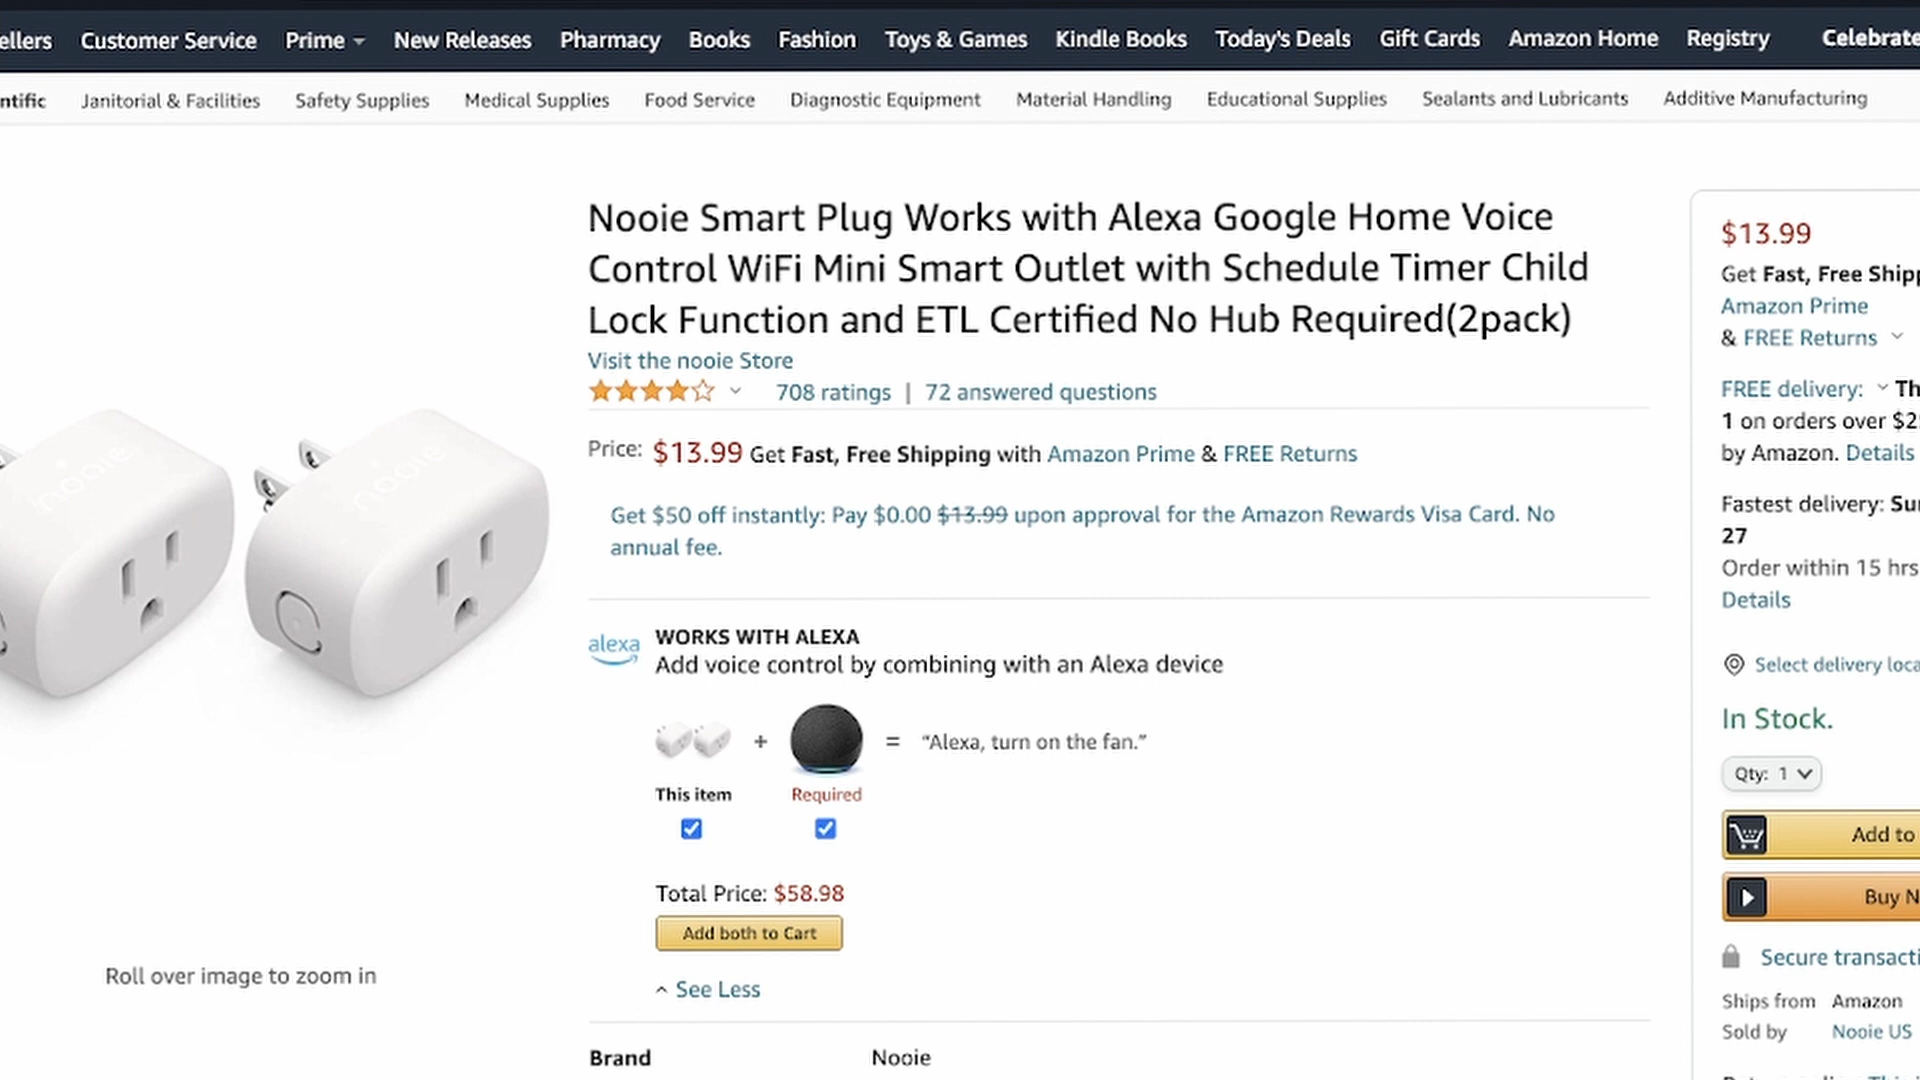 Customer Service Prime New Releases Pharmacy Books Fashion Toys & Games Kindle Books Today's Deals Gift Cards Amazon Home Registry
Janitorial & Facilities Safety Supplies Medical Supplies Food Service Diagnostic Equipment Material Handling Educational Supplies Sealants and Lubricants Additive Manufacturing
Nooie Smart Plug Works with Alexa Google Home Voice
Control WiFi Mini Smart Outlet with Schedule Timer Child
Lock Function and ETL Certified No Hub Required(2pack)
Visit the nooie Store
708 ratings | 72 answered questions
Price: $13.99 Get Fast, Free Shipping with Amazon Prime & FREE Returns
Get $50 off instantly: Pay $0.00 $13.99 upon approval for the Amazon Rewards Visa Card. No
annual fee.
alexa WORKS WITH ALEXA
Add voice control by combining with an Alexa device
+ = “Alexa, turn on the fan.”
This item Required
Total Price: $58.98
Add both to Cart
See Less
Brand Nooie
nooie
nooie
Roll over image to zoom in
$13.99
Get Fast, Free
Amazon Prime
& FREE Returns
FREE delivery:
1 on orders over
by Amazon. Details
Fastest delivery:
27
Order within 15 hrs
Details
Select delivery
In Stock.
Qty: 1
Add to
Buy
Secure
Ships from Amazon
Sold by Nooie US